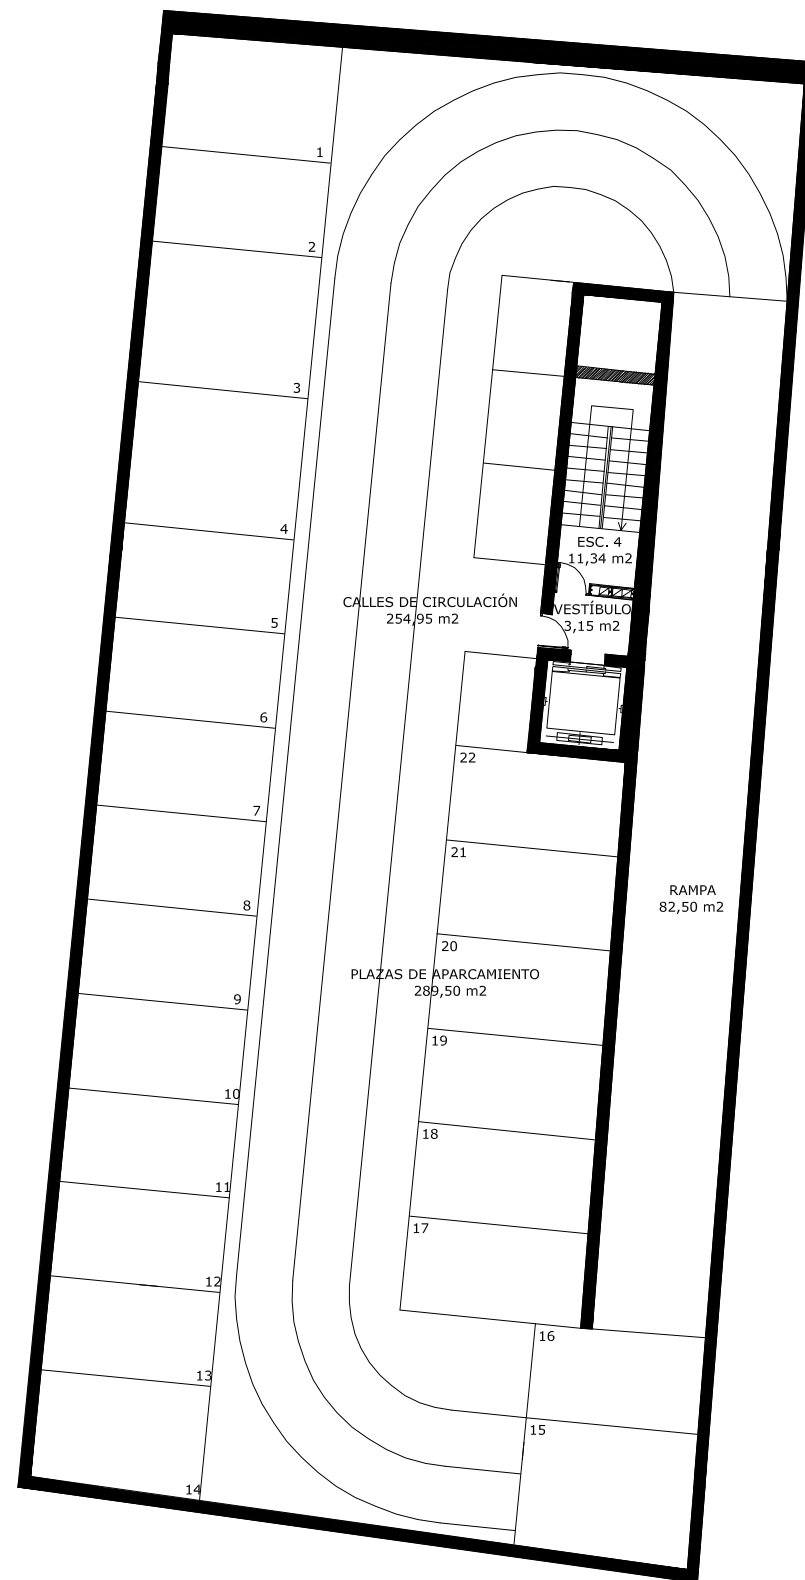 1
2
3
4
ESC. 4
11,34 m2
CALLES DE CIRCULACIÓN
254,95 m2
VESTÍBULO
3,15 m2
5
6
22
7
21
8
RAMPA
82,50 m2
20
9
PLAZAS DE APARCAMIENTO
289,50 m2
19
10
18
11
17
12
16
13
15
14